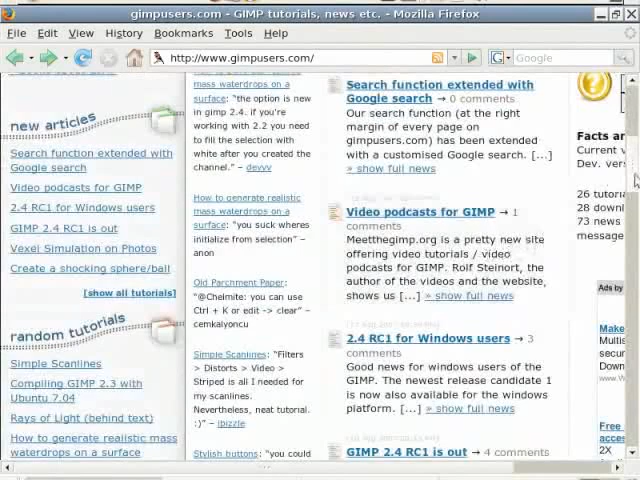 gimpusers.com - GIMP tutorials, news etc. - Mozilla Firefox
File Edit View History Bookmarks Tools Help
http://www.gimpusers.com/
Google
new articles
Search function extended with
Google search
Video podcasts for GIMP
2.4 RC1 for Windows users
GIMP 2.4 RC1 is out
Vexel Simulation on Photos
Create a shocking sphere/ball
[show all tutorials]
random tutorials
Simple Scanlines
Compiling GIMP 2.3 with
Ubuntu 7.04
Rays of Light (behind text)
How to generate realistic metal
waterdrops on a surface
mass waterdrops on a
surface: “the option is new
in gimp 2.4. if you're
working with 2.2 you need
to fill the selection with
white after you created the
channel.” – devvv
How to generate realistic
mass waterdrops on a
surface: “you suck wheres
initialize from selection” –
anon
Old Parchment Paper:
“@Chelmite: you can use
Ctrl + K or edit -> clear” –
cemkalyoncu
Simple Scanlines: “Filters
> Distorts > Video >
Striped is all i needed for
my scanlines.
Nevertheless, neat tutorial.
:)” – ibizzle
Stylish buttons: “you could
Search function extended with
Google search → 0 comments
Our search function (at the right
margin of every page on
gimpusers.com) has been extended
with a customised Google search. [...]
» show full news
Video podcasts for GIMP → 1
comments
Meetthegimp.org is a pretty new site
offering video tutorials / video
podcasts for GIMP. Rolf Steinort, the
author of the videos and the website,
shows us [...] » show full news
2.4 RC1 for Windows users → 3
comments
Good news for windows users of the
GIMP. The newest release candidate 1
is now also available for the windows
platform. [...] » show full news
GIMP 2.4 RC1 is out → 4 comments
Facts an
Current v
Dev. vers
26 tutoria
28 downl
73 news
message
Ads by
Make
Multis
secur
www.W
Free
acces
2X